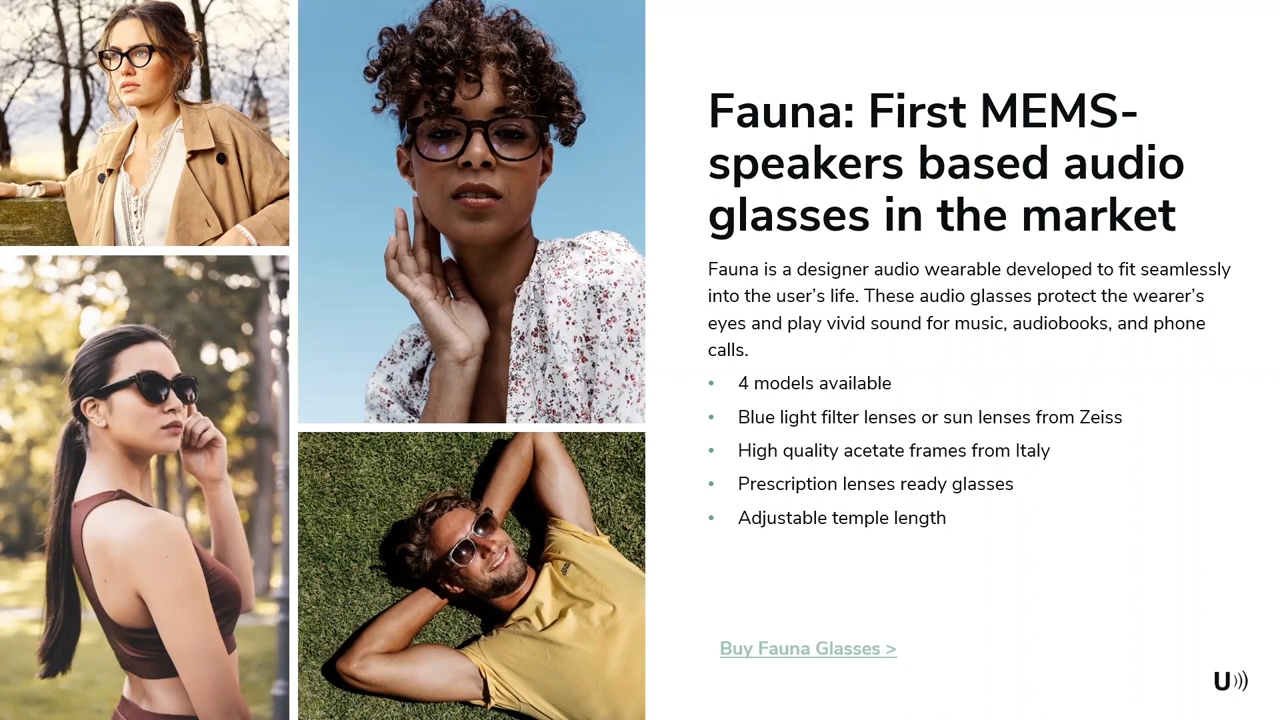 Fauna: First MEMS-
speakers based audio
glasses in the market
Fauna is a designer audio wearable developed to fit seamlessly
into the user’s life. These audio glasses protect the wearer’s
eyes and play vivid sound for music, audiobooks, and phone
calls.
• 4 models available
• Blue light filter lenses or sun lenses from Zeiss
• High quality acetate frames from Italy
• Prescription lenses ready glasses
• Adjustable temple length
Buy Fauna Glasses >
U